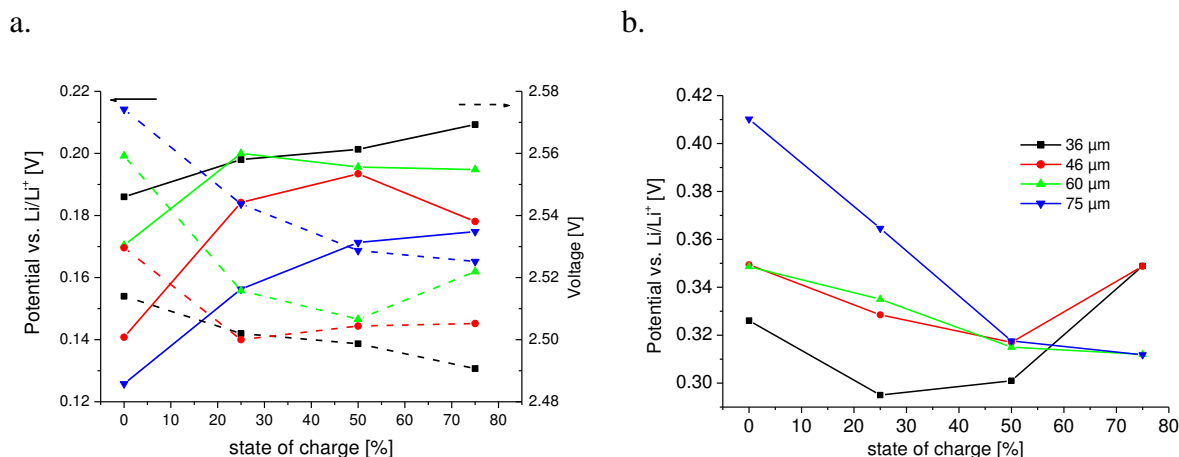 a.
b.
0.22
0.20
0.18
0.16
0.14
0.12
Potential vs. Li/Li⁺ [V]
2.58
2.56
2.54
2.52
2.50
2.48
Voltage [V]
0 10 20 30 40 50 60 70 80
state of charge [%]
0.42
0.40
0.38
0.36
0.34
0.32
0.30
Potential vs. Li/Li⁺ [V]
36 µm
46 µm
60 µm
75 µm
0 10 20 30 40 50 60 70 80
state of charge [%]